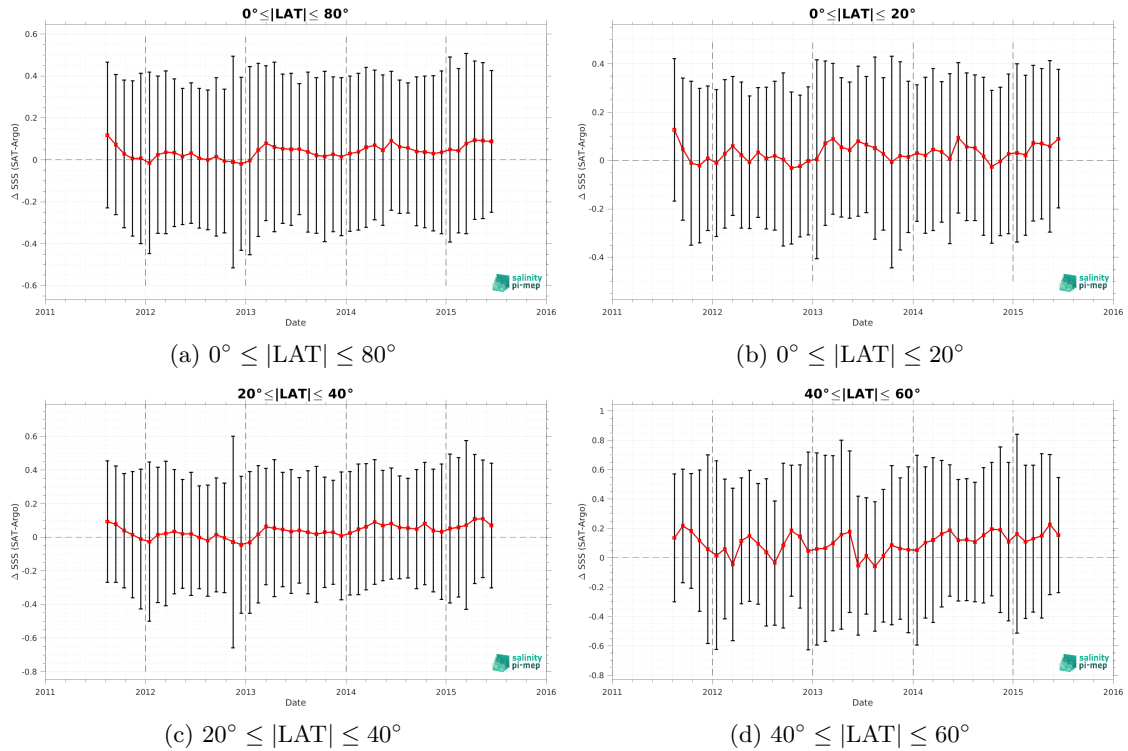 0°≤|LAT|≤ 80°
0.6
0.4
0.2
0
-0.2
-0.4
-0.6
Δ SSS (SAT-Argo)
2011 2012 2013 2014 2015 2016
Date
salinity
pi-mep
(a) 0° ≤ |LAT| ≤ 80°
0°≤|LAT|≤ 20°
0.4
0.2
0
-0.2
-0.4
Δ SSS (SAT-Argo)
2011 2012 2013 2014 2015 2016
Date
salinity
pi-mep
(b) 0° ≤ |LAT| ≤ 20°
20°≤|LAT|≤ 40°
0.6
0.4
0.2
0
-0.2
-0.4
-0.6
-0.8
Δ SSS (SAT-Argo)
2011 2012 2013 2014 2015 2016
Date
salinity
pi-mep
(c) 20° ≤ |LAT| ≤ 40°
40°≤|LAT|≤ 60°
1
0.8
0.6
0.4
0.2
0
-0.2
-0.4
-0.6
-0.8
Δ SSS (SAT-Argo)
2011 2012 2013 2014 2015 2016
Date
salinity
pi-mep
(d) 40° ≤ |LAT| ≤ 60°